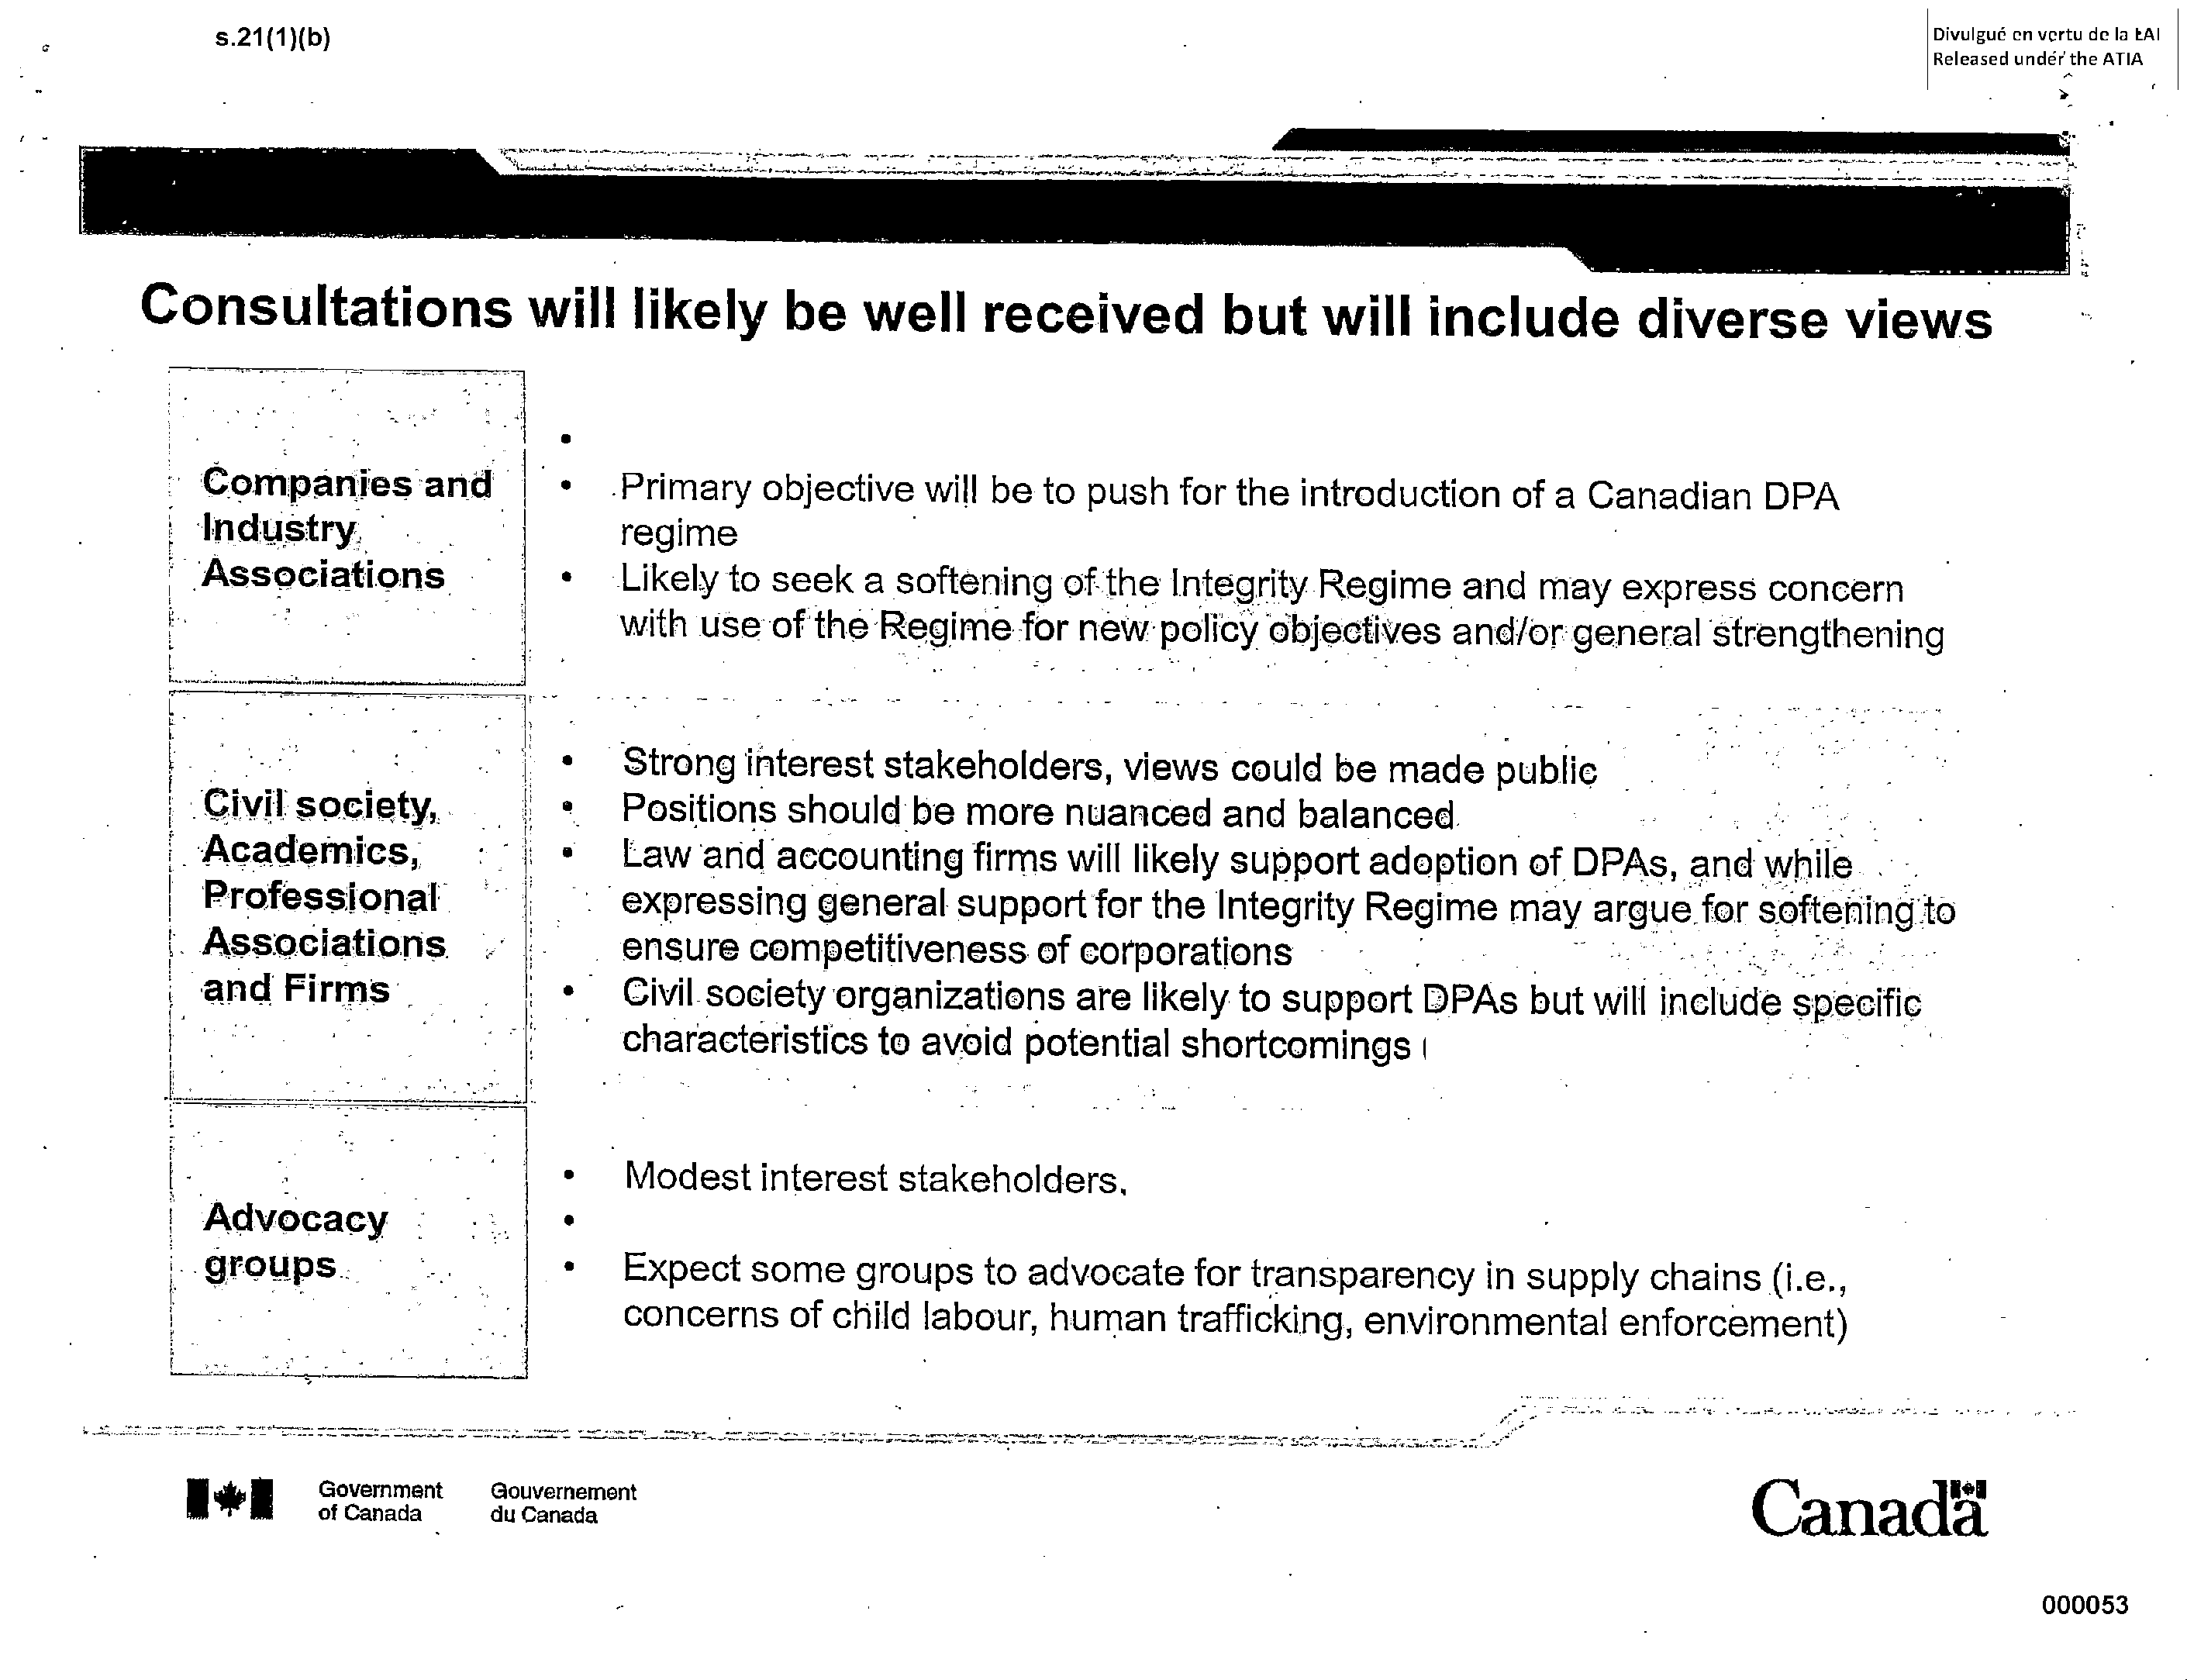 s.21(1)(b)
Divulgué en vertu de la LAI
Released under the ATIA
Consultations will likely be well received but will include diverse views
Companies and
Industry
Associations
•
• Primary objective will be to push for the introduction of a Canadian DPA
regime
• Likely to seek a softening of the Integrity Regime and may express concern
with use of the Regime for new policy objectives and/or general strengthening
Civil society,
Academics,
Professional
Associations
and Firms
• Strong interest stakeholders, views could be made public
• Positions should be more nuanced and balanced
• Law and accounting firms will likely support adoption of DPAs, and while
expressing general support for the Integrity Regime may argue for softening to
ensure competitiveness of corporations
• Civil society organizations are likely to support DPAs but will include specific
characteristics to avoid potential shortcomings
Advocacy
groups
• Modest interest stakeholders,
•
• Expect some groups to advocate for transparency in supply chains (i.e.,
concerns of child labour, human trafficking, environmental enforcement)
Government
of Canada
Gouvernement
du Canada
Canada
000053